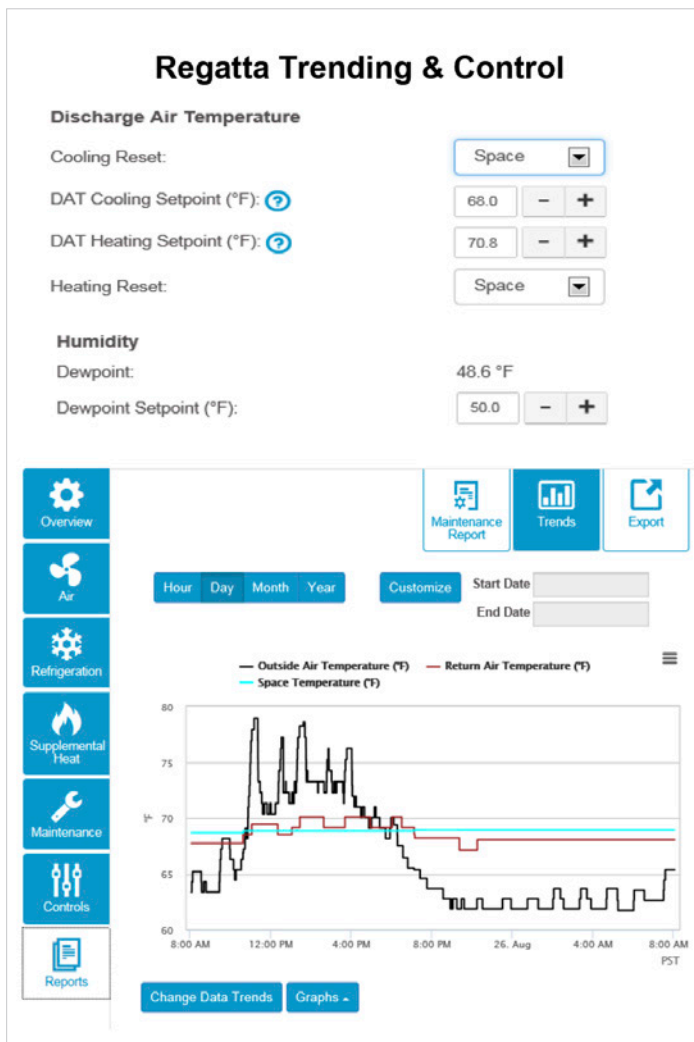 Regatta Trending & Control
Discharge Air Temperature
Cooling Reset:
Space
DAT Cooling Setpoint (°F): ?
68.0 - +
DAT Heating Setpoint (°F): ?
70.8 - +
Heating Reset:
Space
Humidity
Dewpoint:
48.6 °F
Dewpoint Setpoint (°F):
50.0 - +
Overview
Air
Refrigeration
Supplemental
Heat
Maintenance
Controls
Reports
Maintenance
Report
Trends
Export
Hour Day Month Year
Customize
Start Date
End Date
Outside Air Temperature (°F) Return Air Temperature (°F)
Space Temperature (°F)
80
75
70
65
60
°F
8:00 AM 12:00 PM 4:00 PM 8:00 PM 26. Aug 4:00 AM 8:00 AM
PST
Change Data Trends
Graphs